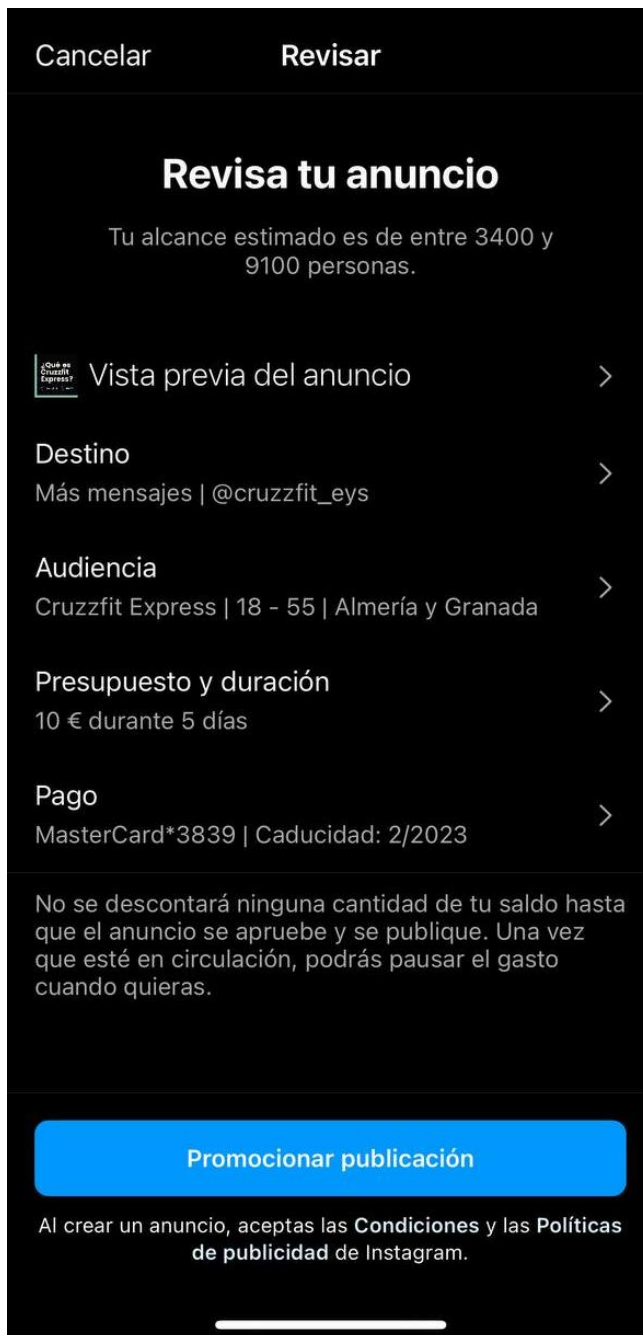 Cancelar
Revisar
Revisa tu anuncio
Tu alcance estimado es de entre 3400 y
9100 personas.
¿Qué es
Cruzzfit
Express?
Vista previa del anuncio
Destino
Más mensajes | @cruzzfit_eys
Audiencia
Cruzzfit Express | 18 - 55 | Almería y Granada
Presupuesto y duración
10 € durante 5 días
Pago
MasterCard*3839 | Caducidad: 2/2023
No se descontará ninguna cantidad de tu saldo hasta
que el anuncio se apruebe y se publique. Una vez
que esté en circulación, podrás pausar el gasto
cuando quieras.
Promocionar publicación
Al crear un anuncio, aceptas las Condiciones y las Políticas
de publicidad de Instagram.